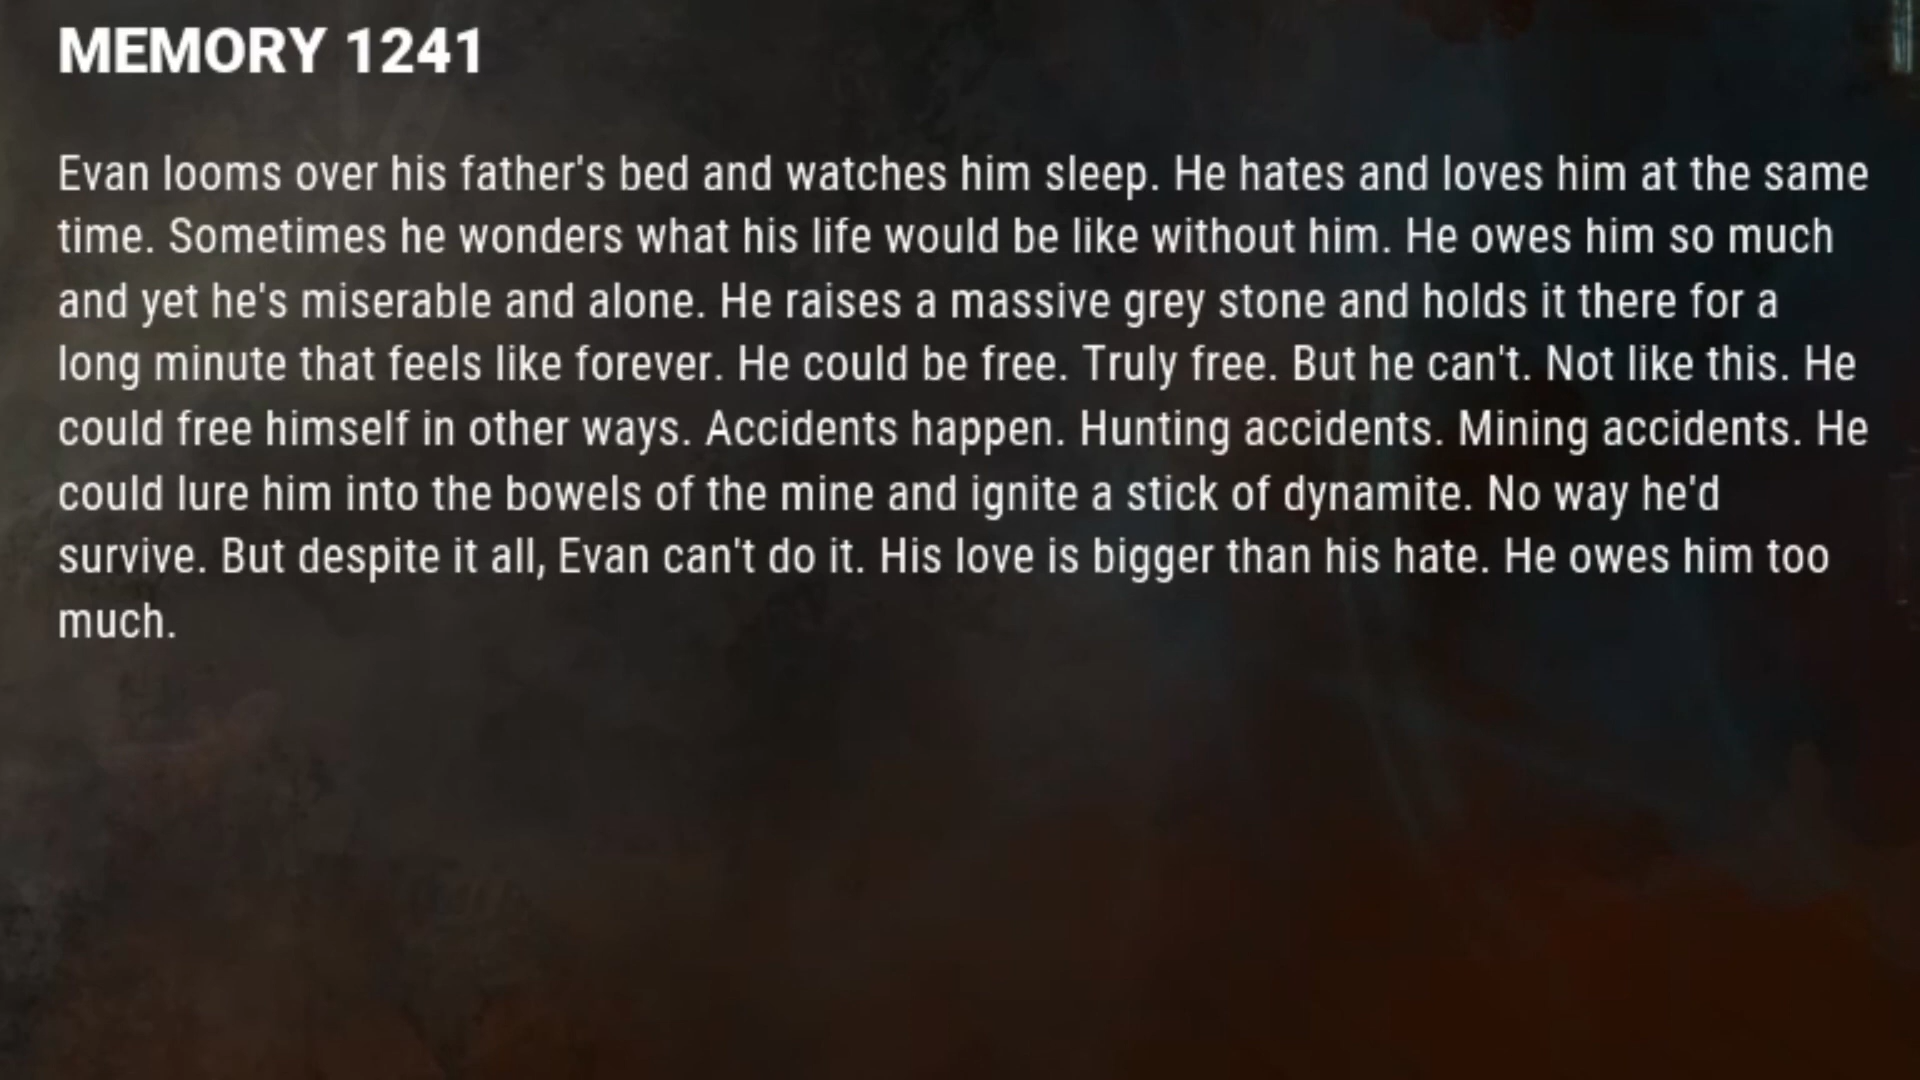 MEMORY 1241
Evan looms over his father's bed and watches him sleep. He hates and loves him at the same
time. Sometimes he wonders what his life would be like without him. He owes him so much
and yet he's miserable and alone. He raises a massive grey stone and holds it there for a
long minute that feels like forever. He could be free. Truly free. But he can't. Not like this. He
could free himself in other ways. Accidents happen. Hunting accidents. Mining accidents. He
could lure him into the bowels of the mine and ignite a stick of dynamite. No way he'd
survive. But despite it all, Evan can't do it. His love is bigger than his hate. He owes him too
much.